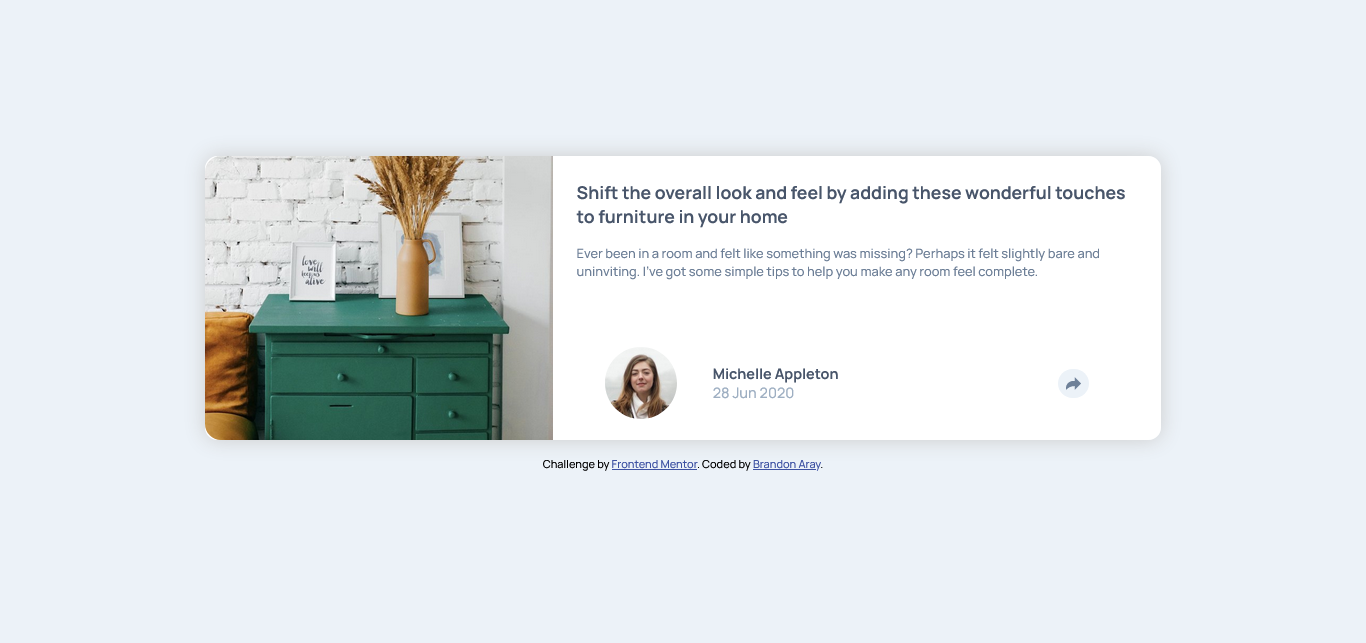 Shift the overall look and feel by adding these wonderful touches
to furniture in your home
Ever been in a room and felt like something was missing? Perhaps it felt slightly bare and
uninviting. I've got some simple tips to help you make any room feel complete.
love
will
alive
Michelle Appleton
28 Jun 2020
Challenge by Frontend Mentor. Coded by Brandon Aray.